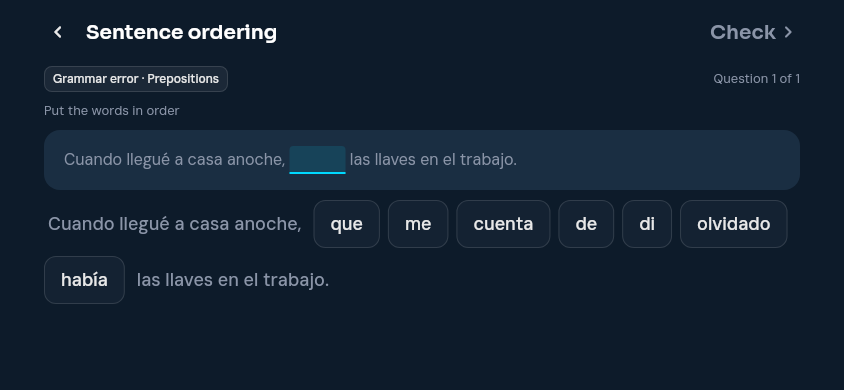 Sentence ordering
Check
Grammar error · Prepositions
Question 1 of 1
Put the words in order
Cuando llegué a casa anoche, las llaves en el trabajo.
Cuando llegué a casa anoche, que me cuenta de di olvidado
había las llaves en el trabajo.